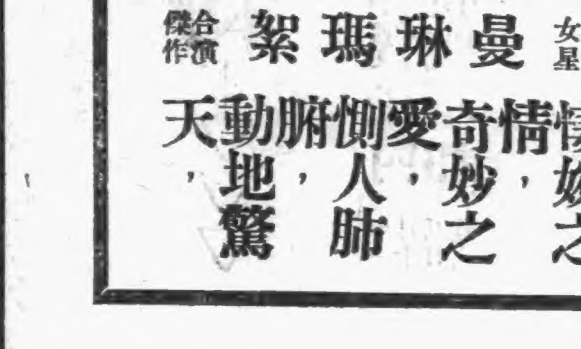 女星
曼琳瑪絮
合演
傑作
之
情，
奇妙之
愛，
惻人肺
腑，
動地驚
天，